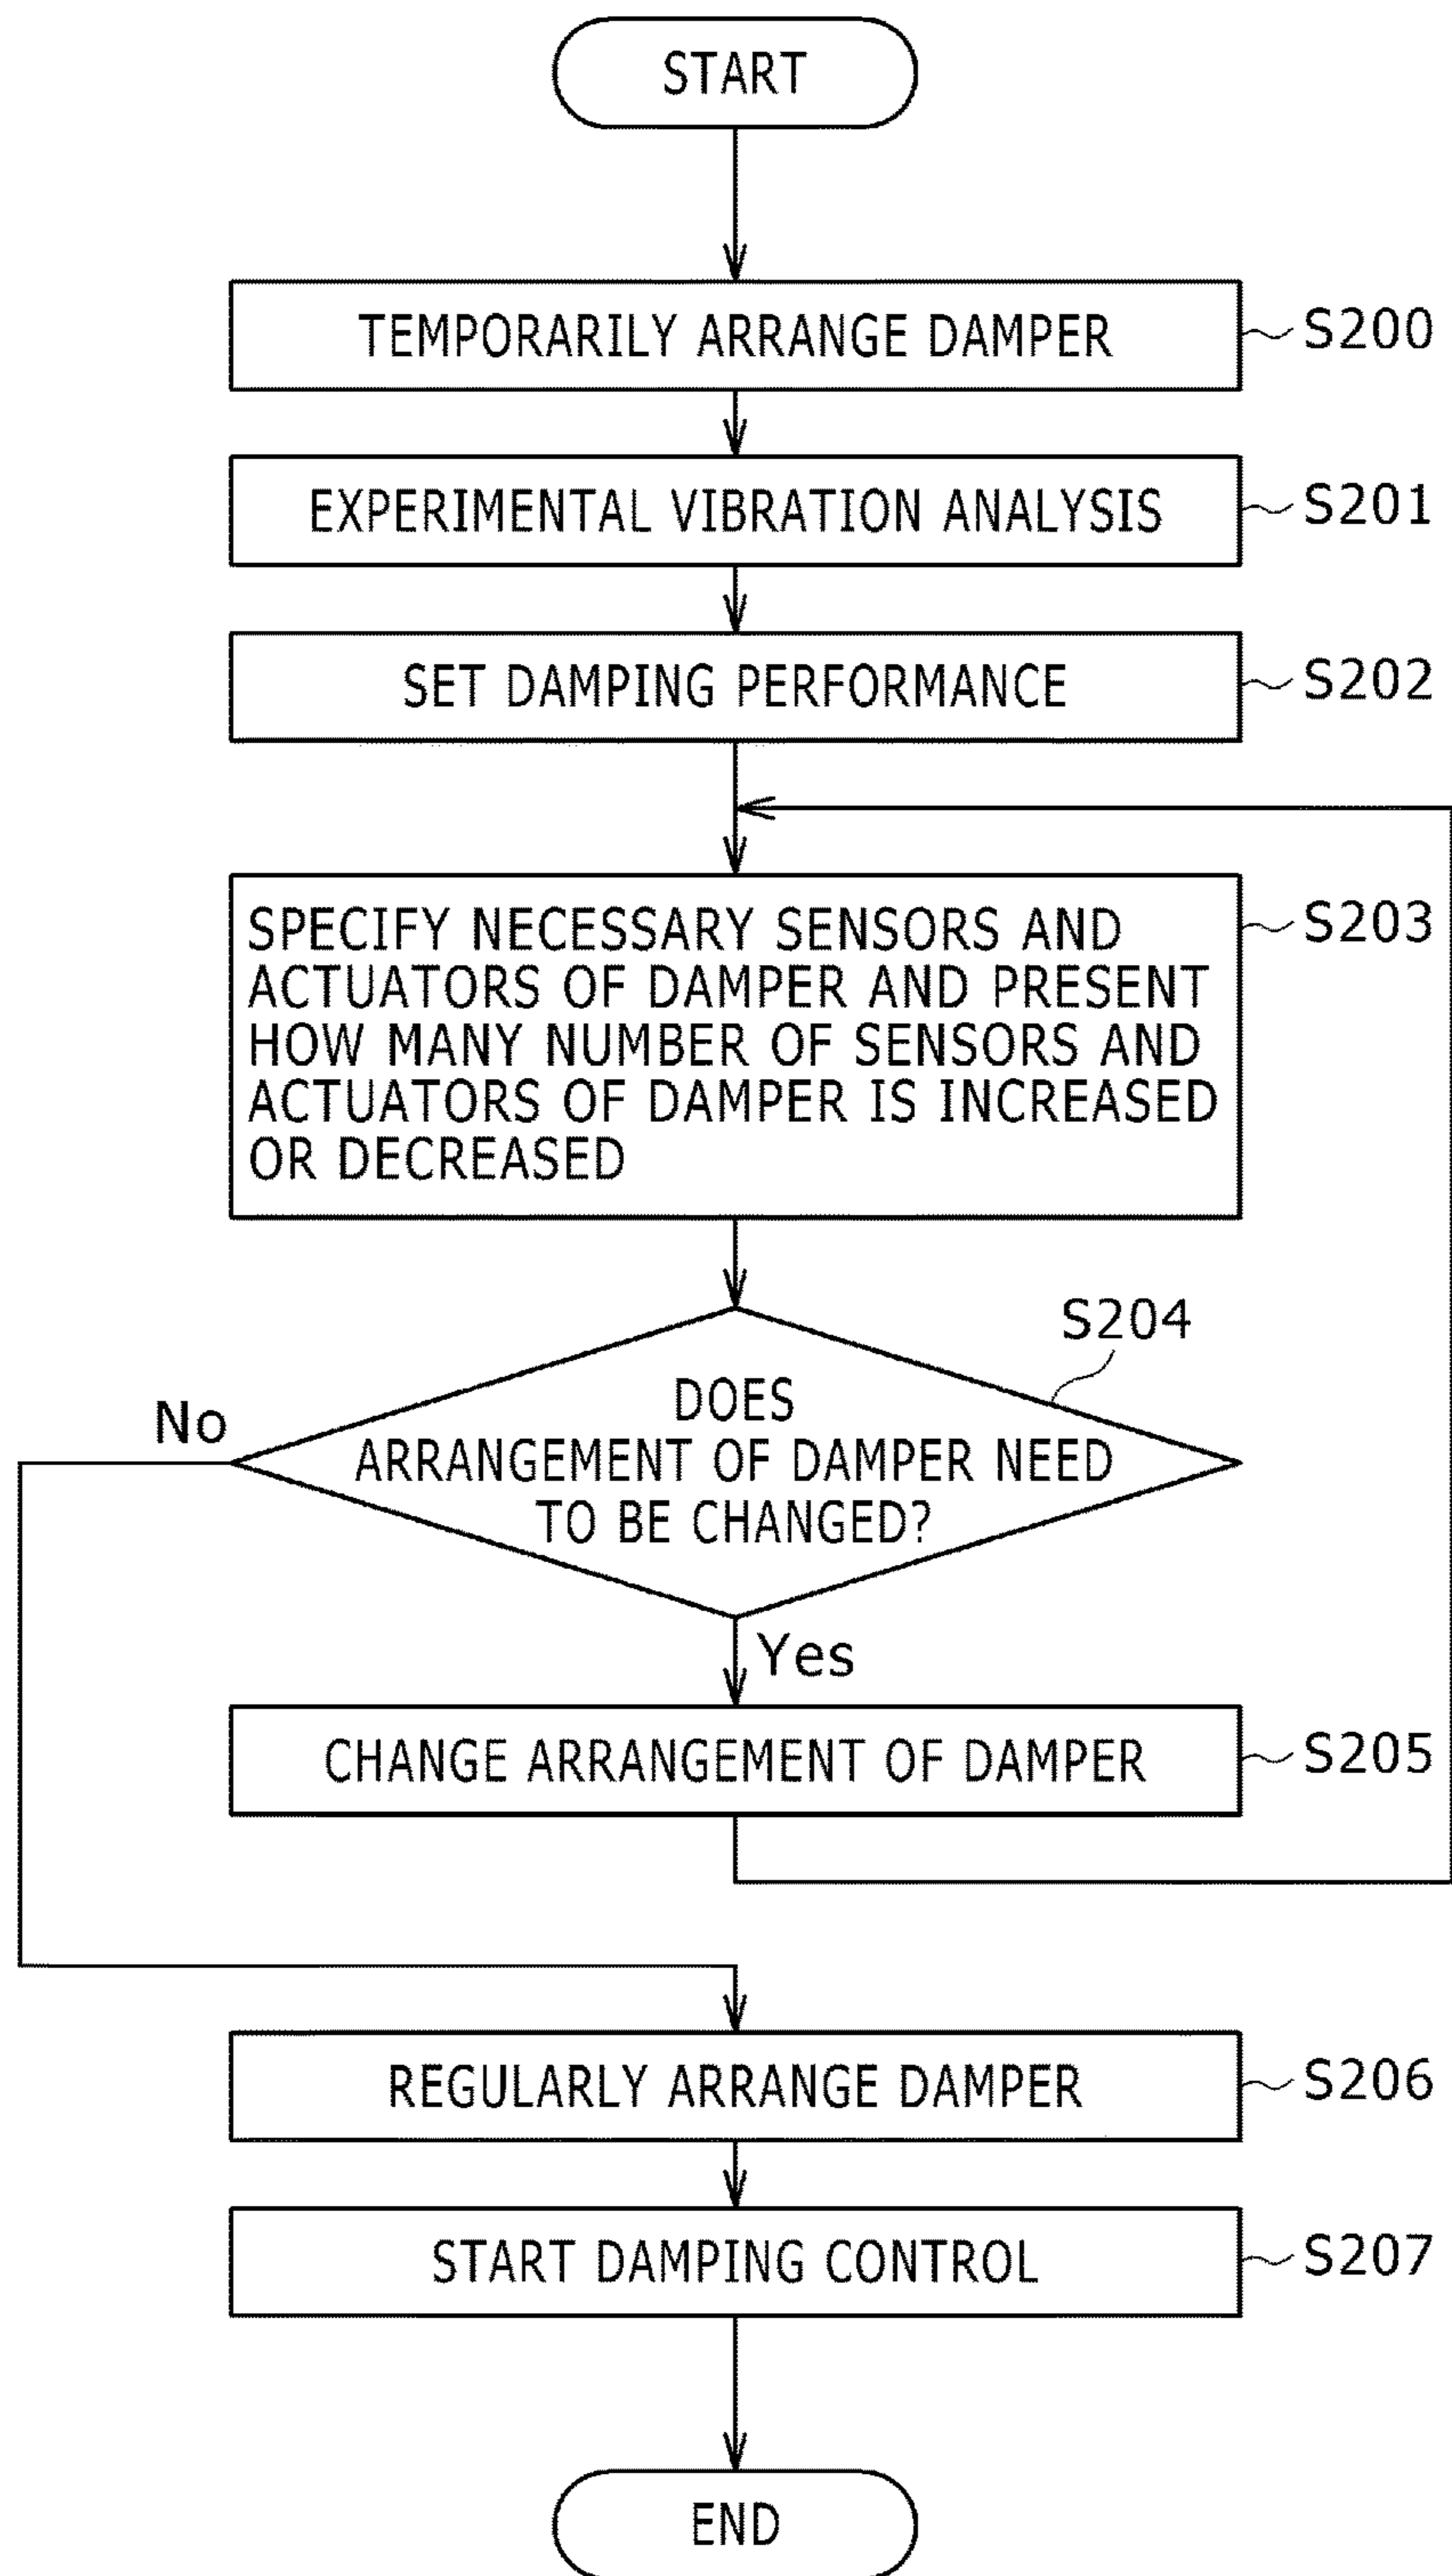 START
TEMPORARILY ARRANGE DAMPER
S200
EXPERIMENTAL VIBRATION ANALYSIS
S201
SET DAMPING PERFORMANCE
S202
SPECIFY NECESSARY SENSORS AND
ACTUATORS OF DAMPER AND PRESENT
HOW MANY NUMBER OF SENSORS AND
ACTUATORS OF DAMPER IS INCREASED
OR DECREASED
S203
S204
DOES
ARRANGEMENT OF DAMPER NEED
TO BE CHANGED?
No
Yes
CHANGE ARRANGEMENT OF DAMPER
S205
REGULARLY ARRANGE DAMPER
S206
START DAMPING CONTROL
S207
END